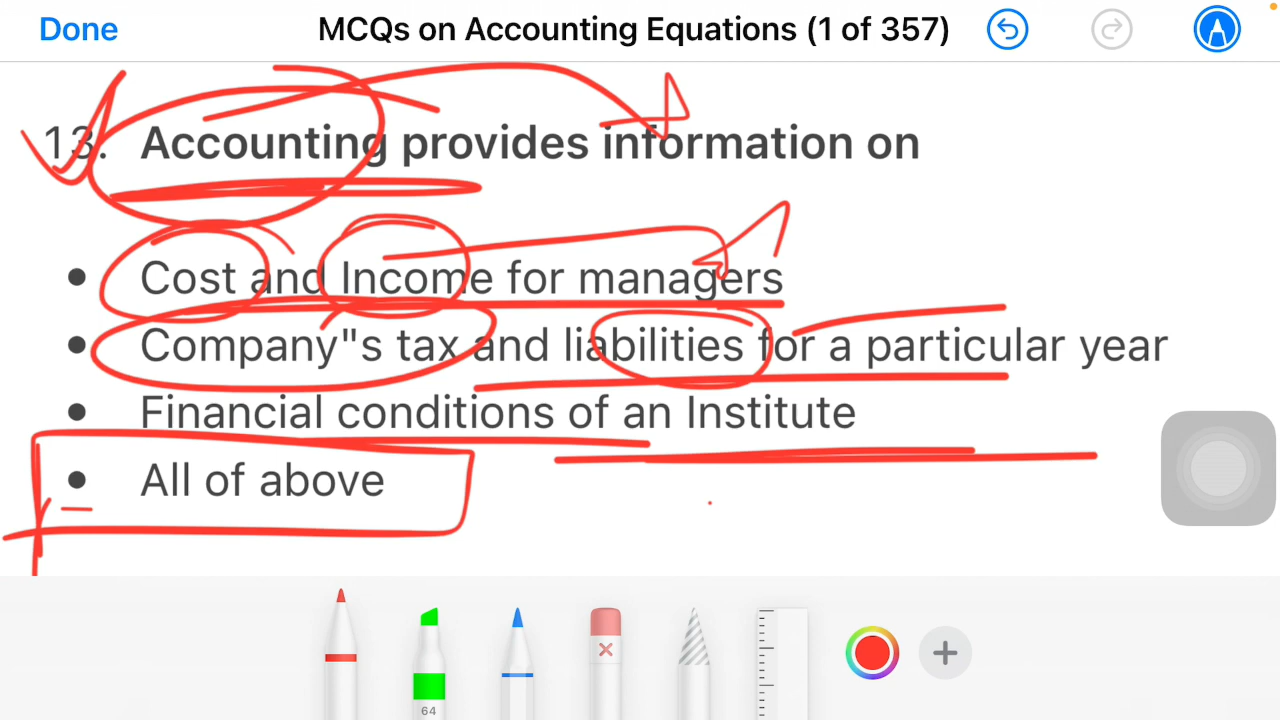 Done MCQs on Accounting Equations (1 of 357)
13. Accounting provides information on
• Cost and Income for managers
• Company"s tax and liabilities for a particular year
• Financial conditions of an Institute
• All of above
64